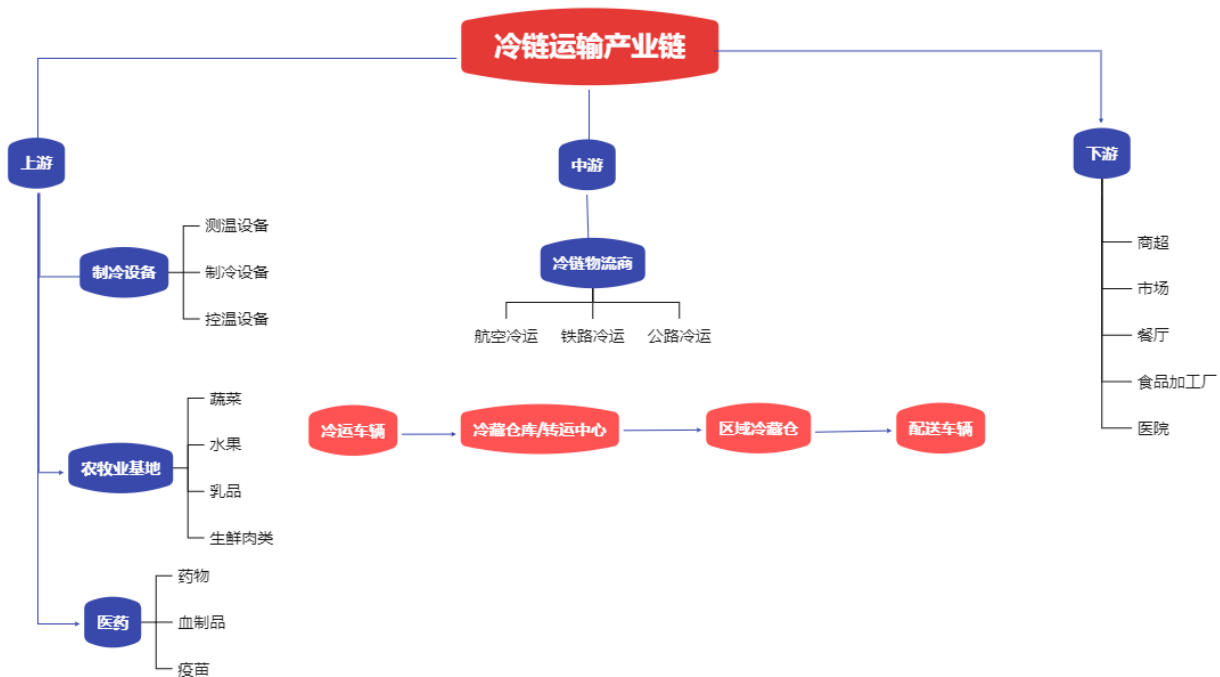 冷链运输产业链
上游
中游
下游
制冷设备
测温设备
制冷设备
控温设备
冷链物流商
航空冷运
铁路冷运
公路冷运
商超
市场
餐厅
食品加工厂
医院
冷运车辆
冷藏仓库/转运中心
区域冷藏仓
配送车辆
农牧业基地
蔬菜
水果
乳品
生鲜肉类
医药
药物
血制品
疫苗